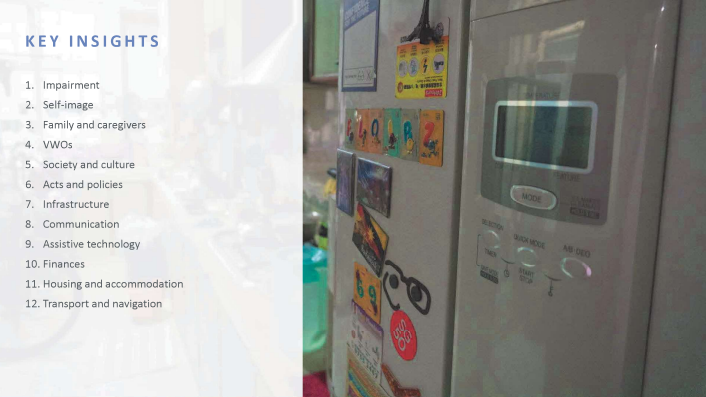 KEY INSIGHTS
1. Impairment
2. Self-image
3. Family and caregivers
4. VWOs
5. Society and culture
6. Acts and policies
7. Infrastructure
8. Communication
9. Assistive technology
10. Finances
11. Housing and accommodation
12. Transport and navigation
MODE